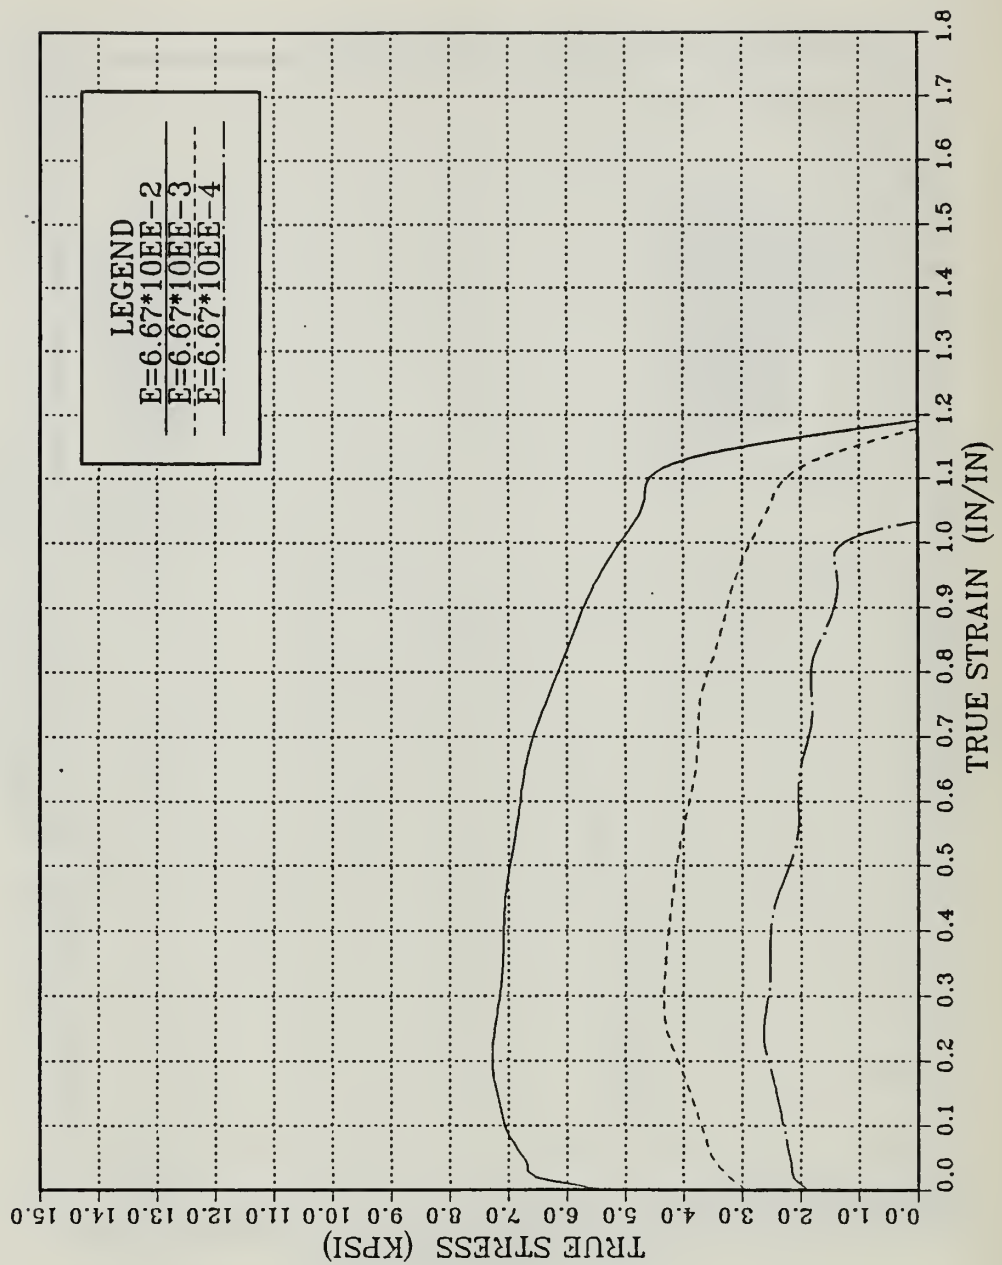 LEGEND
E=6.67*10EE-2
E=6.67*10EE-3
E=6.67*10EE-4
TRUE STRESS (KPSI)
0.0 1.0 2.0 3.0 4.0 5.0 6.0 7.0 8.0 9.0 10.0 11.0 12.0 13.0 14.0 15.0
0.0 0.1 0.2 0.3 0.4 0.5 0.6 0.7 0.8 0.9 1.0 1.1 1.2 1.3 1.4 1.5 1.6 1.7 1.8
TRUE STRAIN (IN/IN)